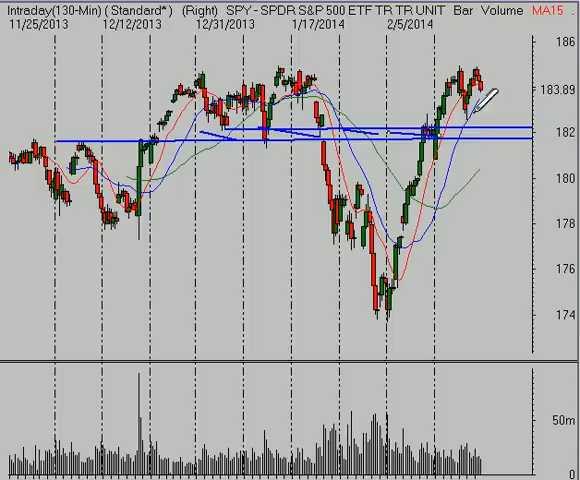 Intraday(130-Min) ( Standard* ) (Right) SPY - SPDR S&P 500 ETF TR TR UNIT Bar Volume MA15
11/25/2013 12/12/2013 12/31/2013 1/17/2014 2/5/2014
186
183.89
182
180
178
176
174
50m
0